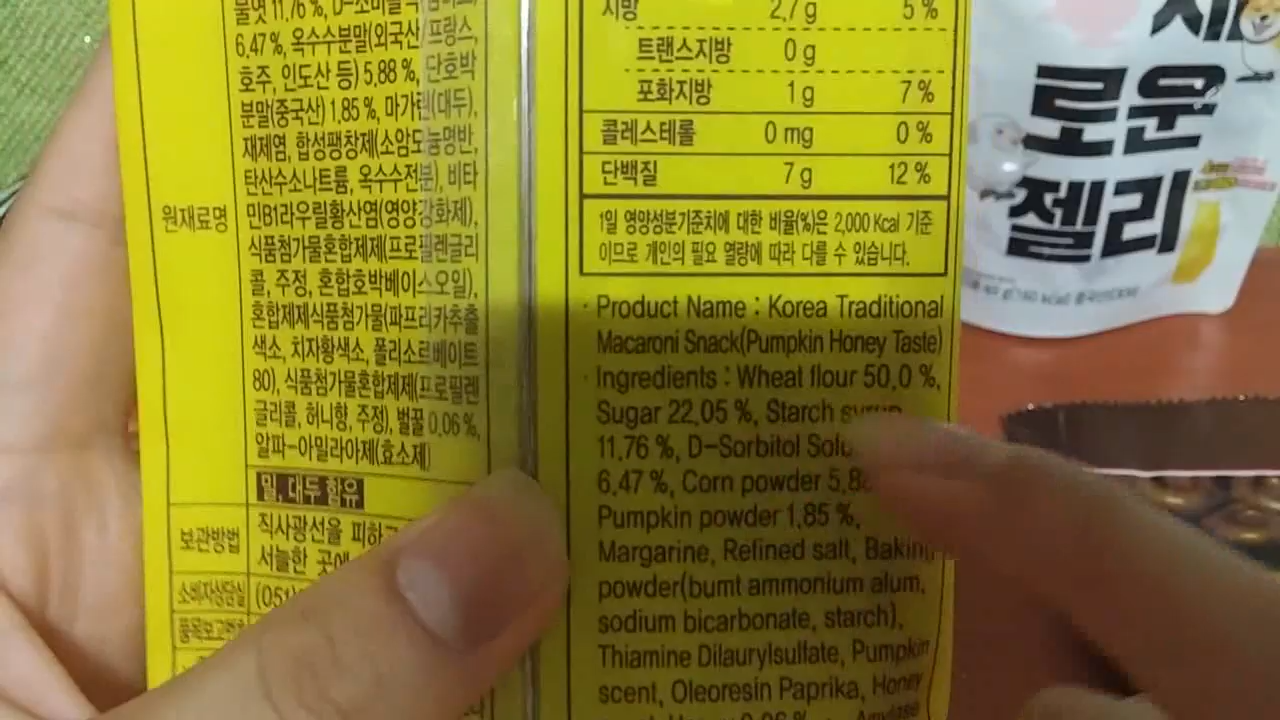 물엿 11.76 %,
6.47 %, 옥수수분말(외국산/프랑스,
호주, 인도산 등) 5.88 %, 단호박
분말(중국산) 1.85 %, 마가린(대두),
재제염, 합성팽창제(소암모늄명반,
탄산수소나트륨, 옥수수전분), 비타
원재료명
민B1라우릴황산염(영양강화제),
식품첨가물혼합제제(프로필렌글리
콜, 주정, 혼합호박베이스오일),
혼합제제식품첨가물(파프리카추출
색소, 치자황색소, 폴리소르베이트
80), 식품첨가물혼합제제(프로필렌
글리콜, 허니향, 주정), 벌꿀 0.06 %,
알파-아밀라아제(효소제)
밀, 대두 함유
보관방법
직사광선을 피하고
서늘한 곳에
소비자상담실 (051)
품목보고번호
지방 2.7 g 5 %
트랜스지방 0 g
포화지방 1 g 7 %
콜레스테롤 0 mg 0 %
단백질 7 g 12 %
1일 영양성분기준치에 대한 비율(%)은 2,000 Kcal 기준
이므로 개인의 필요 열량에 따라 다를 수 있습니다.
· Product Name : Korea Traditional
Macaroni Snack(Pumpkin Honey Taste)
· Ingredients : Wheat flour 50.0 %,
Sugar 22.05 %, Starch syrup
11.76 %, D-Sorbitol
6.47 %, Corn powder
Pumpkin powder 1.85 %,
Margarine, Refined salt, Baking
powder(burnt ammonium alum,
sodium bicarbonate, starch),
Thiamine Dilaurylsulfate, Pumpkin
scent, Oleoresin Paprika, Honey
0.06 %, Amylase
로운
젤리